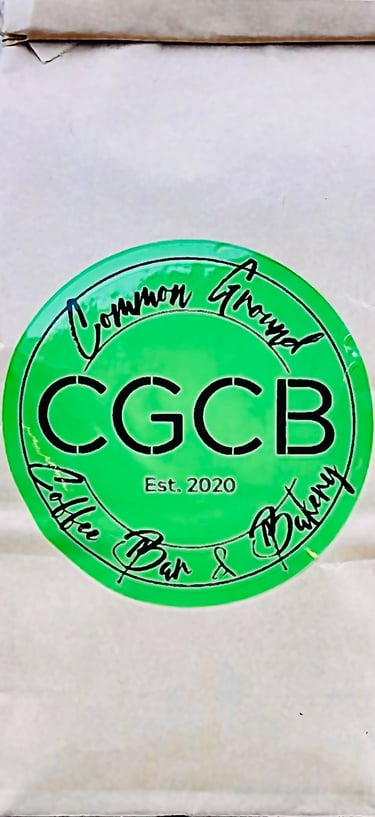 Common Ground
CGCB
Est. 2020
Coffee Bar & Bakery